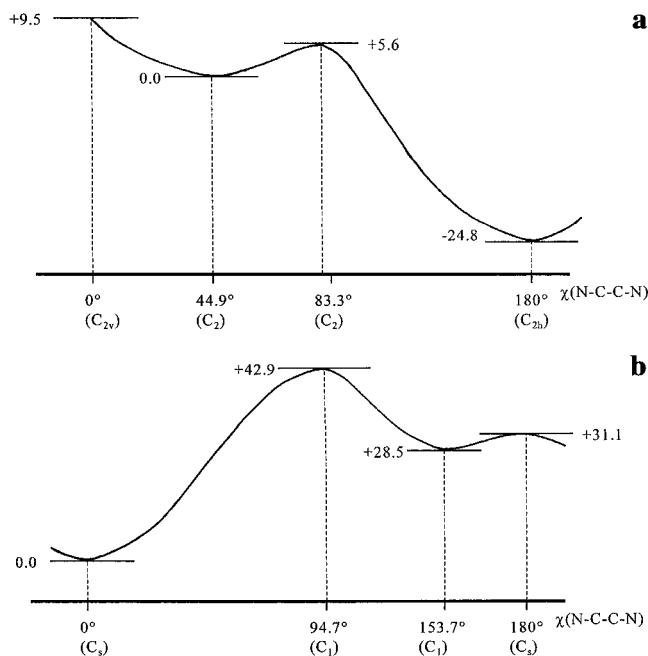 a
+9.5
+5.6
0.0
-24.8
0° 44.9° 83.3° 180° χ(N-C-C-N)
(C2v) (C2) (C2) (C2h)
b
+42.9
+31.1
+28.5
0.0
0° 94.7° 153.7° 180° χ(N-C-C-N)
(Cs) (C1) (C1) (Cs)